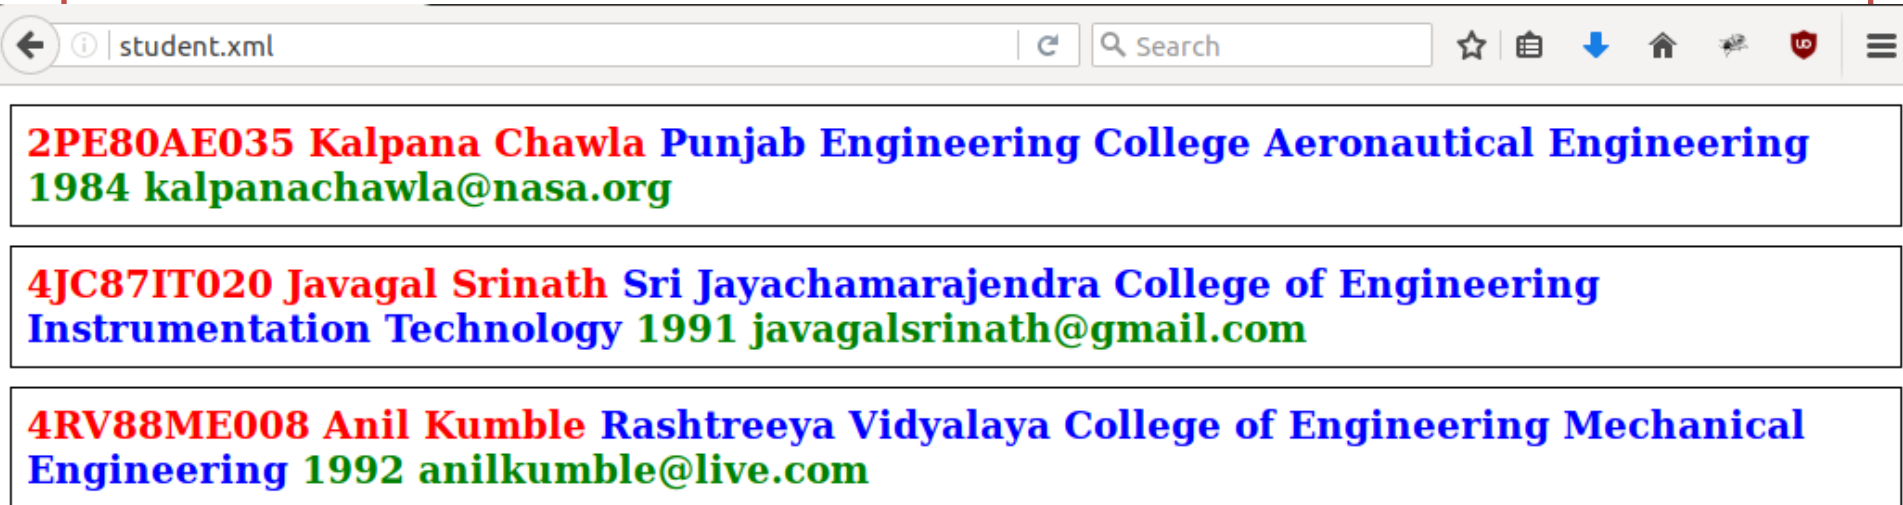 student.xml
Search
2PE80AE035 Kalpana Chawla Punjab Engineering College Aeronautical Engineering
1984 kalpanachawla@nasa.org
4JC87IT020 Javagal Srinath Sri Jayachamarajendra College of Engineering
Instrumentation Technology 1991 javagalsrinath@gmail.com
4RV88ME008 Anil Kumble Rashtreeya Vidyalaya College of Engineering Mechanical
Engineering 1992 anilkumble@live.com